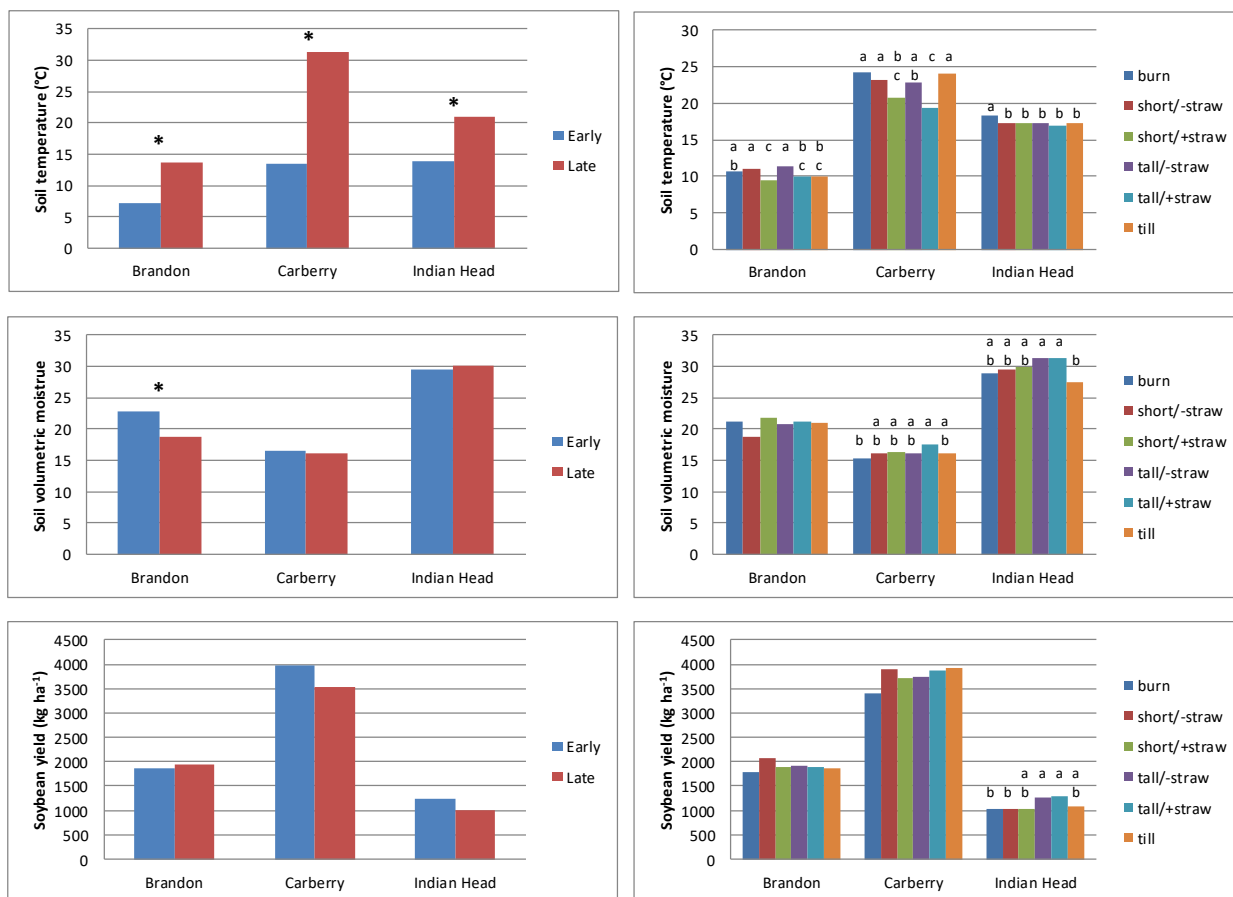 35
30
25
20
15
10
5
0
Soil temperature (°C)
*
*
*
Brandon
Carberry
Indian Head
Early
Late
30
25
20
15
10
5
0
Soil temperature (°C)
a a c a b b
b c c
a a b a c a
c b
a b b b b b
Brandon
Carberry
Indian Head
burn
short/-straw
short/+straw
tall/-straw
tall/+straw
till
35
30
25
20
15
10
5
0
Soil volumetric moistrue
*
Brandon
Carberry
Indian Head
Early
Late
35
30
25
20
15
10
5
0
Soil volumetric moisture
a a a a a
b b b b b
a a a a a
b b b b
Brandon
Carberry
Indian Head
burn
short/-straw
short/+straw
tall/-straw
tall/+straw
till
4500
4000
3500
3000
2500
2000
1500
1000
500
0
Soybean yield (kg ha⁻¹)
Brandon
Carberry
Indian Head
Early
Late
4500
4000
3500
3000
2500
2000
1500
1000
500
0
Soybean yield (kg ha⁻¹)
a a a a
b b b b
Brandon
Carberry
Indian Head
burn
short/-straw
short/+straw
tall/-straw
tall/+straw
till